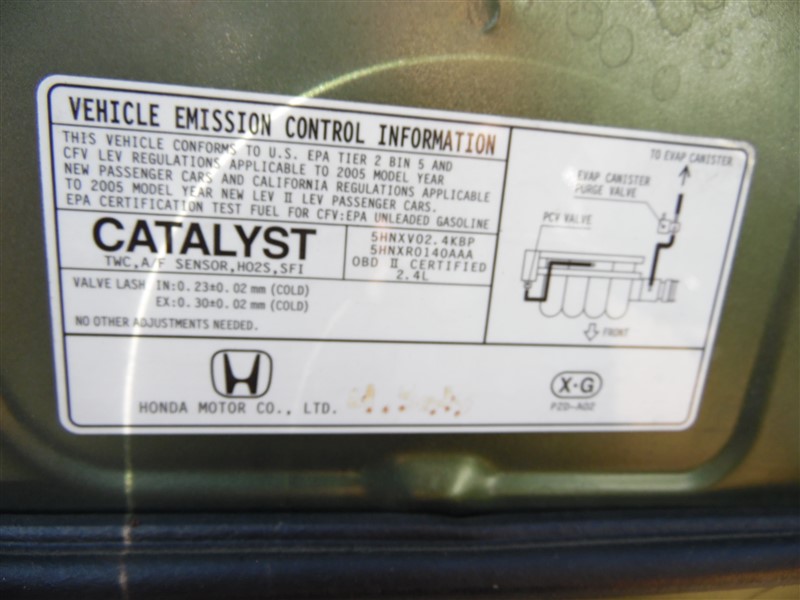 VEHICLE EMISSION CONTROL INFORMATION
THIS VEHICLE CONFORMS TO U.S. EPA TIER 2 BIN 5 AND
CFV LEV REGULATIONS APPLICABLE TO 2005 MODEL YEAR
NEW PASSENGER CARS AND CALIFORNIA REGULATIONS APPLICABLE
TO 2005 MODEL YEAR NEW LEV II LEV PASSENGER CARS.
EPA CERTIFICATION TEST FUEL FOR CFV:EPA UNLEADED GASOLINE
CATALYST
TWC,A/F SENSOR,HO2S,SFI
5HNXV02.4KBP
5HNXR0140AAA
OBD II CERTIFIED
2.4L
VALVE LASH IN:0.23±0.02 mm (COLD)
EX:0.30±0.02 mm (COLD)
NO OTHER ADJUSTMENTS NEEDED.
TO EVAP CANISTER
EVAP CANISTER
PURGE VALVE
PCV VALVE
FRONT
HONDA MOTOR CO., LTD.
X-G
PZD-A02